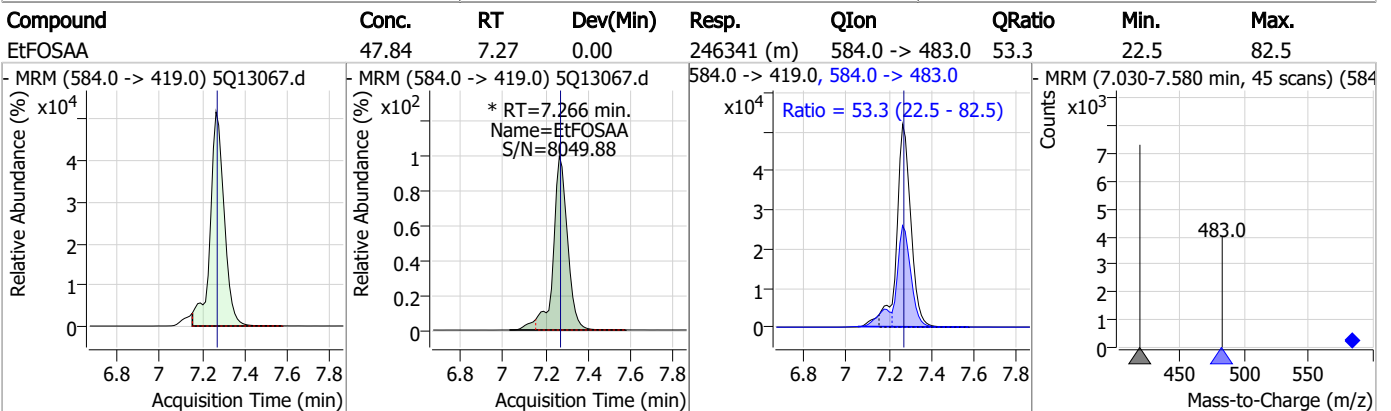 Compound Conc. RT Dev(Min) Resp. QIon QRatio Min. Max.
EtFOSAA 47.84 7.27 0.00 246341 (m) 584.0 -> 483.0 53.3 22.5 82.5
- MRM (584.0 -> 419.0) 5Q13067.d
x10⁴
4
3
2
1
0
Relative Abundance (%)
6.8 7 7.2 7.4 7.6 7.8
Acquisition Time (min)
- MRM (584.0 -> 419.0) 5Q13067.d
x10²
* RT=7.266 min.
Name=EtFOSAA
S/N=8049.88
1
0.8
0.6
0.4
0.2
0
Relative Abundance (%)
6.8 7 7.2 7.4 7.6 7.8
Acquisition Time (min)
584.0 -> 419.0, 584.0 -> 483.0
x10⁴
Ratio = 53.3 (22.5 - 82.5)
4
3
2
1
0
6.8 7 7.2 7.4 7.6 7.8
Acquisition Time (min)
- MRM (7.030-7.580 min, 45 scans) (584
x10³
Counts
7
6
5
4
3
2
1
0
483.0
450 500 550
Mass-to-Charge (m/z)